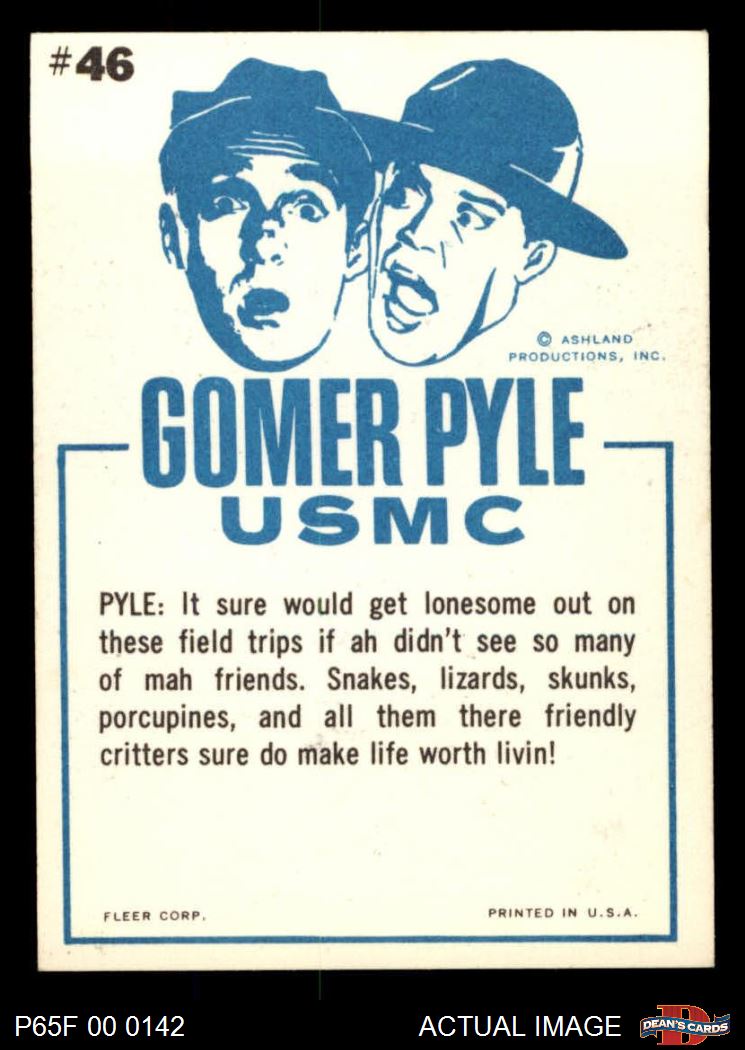 #46
© ASHLAND
PRODUCTIONS, INC.
GOMER PYLE
USMC
PYLE: It sure would get lonesome out on
these field trips if ah didn't see so many
of mah friends. Snakes, lizards, skunks,
porcupines, and all them there friendly
critters sure do make life worth livin!
FLEER CORP.
PRINTED IN U.S.A.
P65F 00 0142
ACTUAL IMAGE
D
DEAN'S CARDS